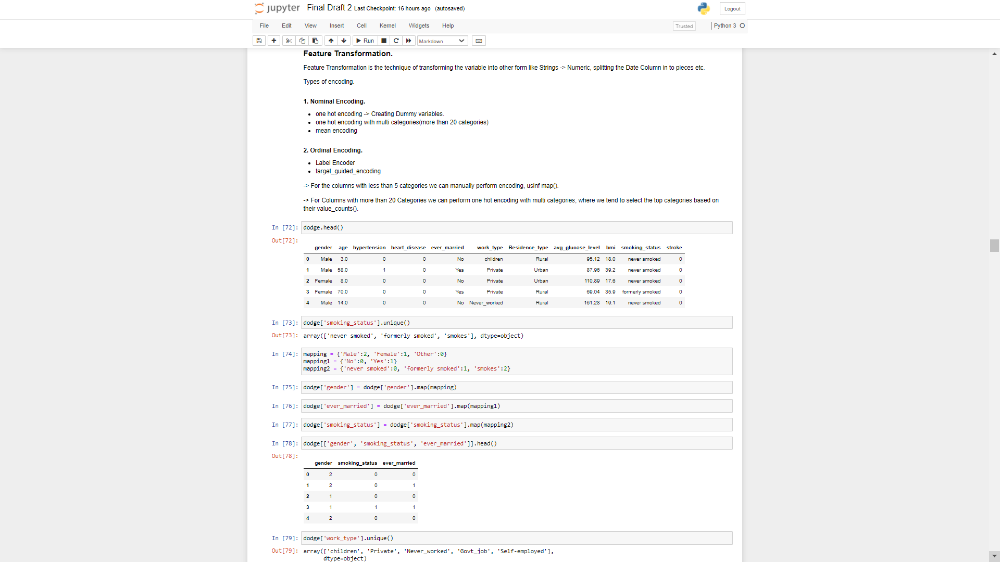 jupyter Final Draft 2 Last Checkpoint: 16 hours ago (autosaved) Logout
File Edit View Insert Cell Kernel Widgets Help Trusted Python 3
Run Markdown
Feature Transformation.
Feature Transformation is the technique of transforming the variable into other form like Strings -> Numeric, splitting the Date Column in to pieces etc.
Types of encoding.
1. Nominal Encoding.
• one hot encoding -> Creating Dummy variables.
• one hot encoding with multi categories(more than 20 categories)
• mean encoding
2. Ordinal Encoding.
• Label Encoder
• target_guided_encoding
-> For the columns with less than 5 categories we can manually perform encoding, usinf map().
-> For Columns with more than 20 Categories we can perform one hot encoding with multi categories, where we tend to select the top categories based on
their value_counts().
In [72]: dodge.head()
Out[72]:
gender age hypertension heart_disease ever_married work_type Residence_type avg_glucose_level bmi smoking_status stroke
0 Male 3.0 0 0 No children Rural 95.12 18.0 never smoked 0
1 Male 58.0 1 0 Yes Private Urban 87.96 39.2 never smoked 0
2 Female 8.0 0 0 No Private Urban 110.89 17.6 never smoked 0
3 Female 70.0 0 0 Yes Private Rural 69.04 35.9 formerly smoked 0
4 Male 14.0 0 0 No Never_worked Rural 161.28 19.1 never smoked 0
In [73]: dodge['smoking_status'].unique()
Out[73]: array(['never smoked', 'formerly smoked', 'smokes'], dtype=object)
In [74]: mapping = {'Male':2, 'Female':1, 'Other':0}
mapping1 = {'No':0, 'Yes':1}
mapping2 = {'never smoked':0, 'formerly smoked':1, 'smokes':2}
In [75]: dodge['gender'] = dodge['gender'].map(mapping)
In [76]: dodge['ever_married'] = dodge['ever_married'].map(mapping1)
In [77]: dodge['smoking_status'] = dodge['smoking_status'].map(mapping2)
In [78]: dodge[['gender', 'smoking_status', 'ever_married']].head()
Out[78]:
gender smoking_status ever_married
0 2 0 0
1 2 0 1
2 1 0 0
3 1 1 1
4 2 0 0
In [79]: dodge['work_type'].unique()
Out[79]: array(['children', 'Private', 'Never_worked', 'Govt_job', 'Self-employed'],
dtype=object)